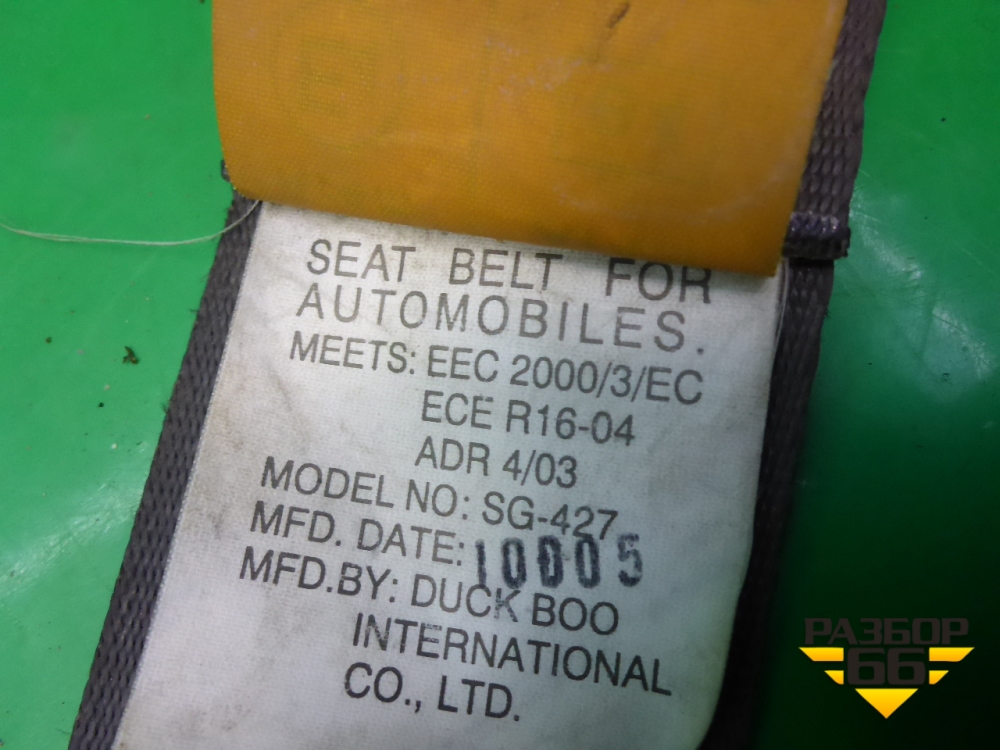 SEAT BELT FOR
AUTOMOBILES.
MEETS: EEC 2000/3/EC
ECE R16-04
ADR 4/03
MODEL NO: SG-427
MFD. DATE: 10005
MFD.BY: DUCK BOO
INTERNATIONAL
CO., LTD.
РАЗБОР
66